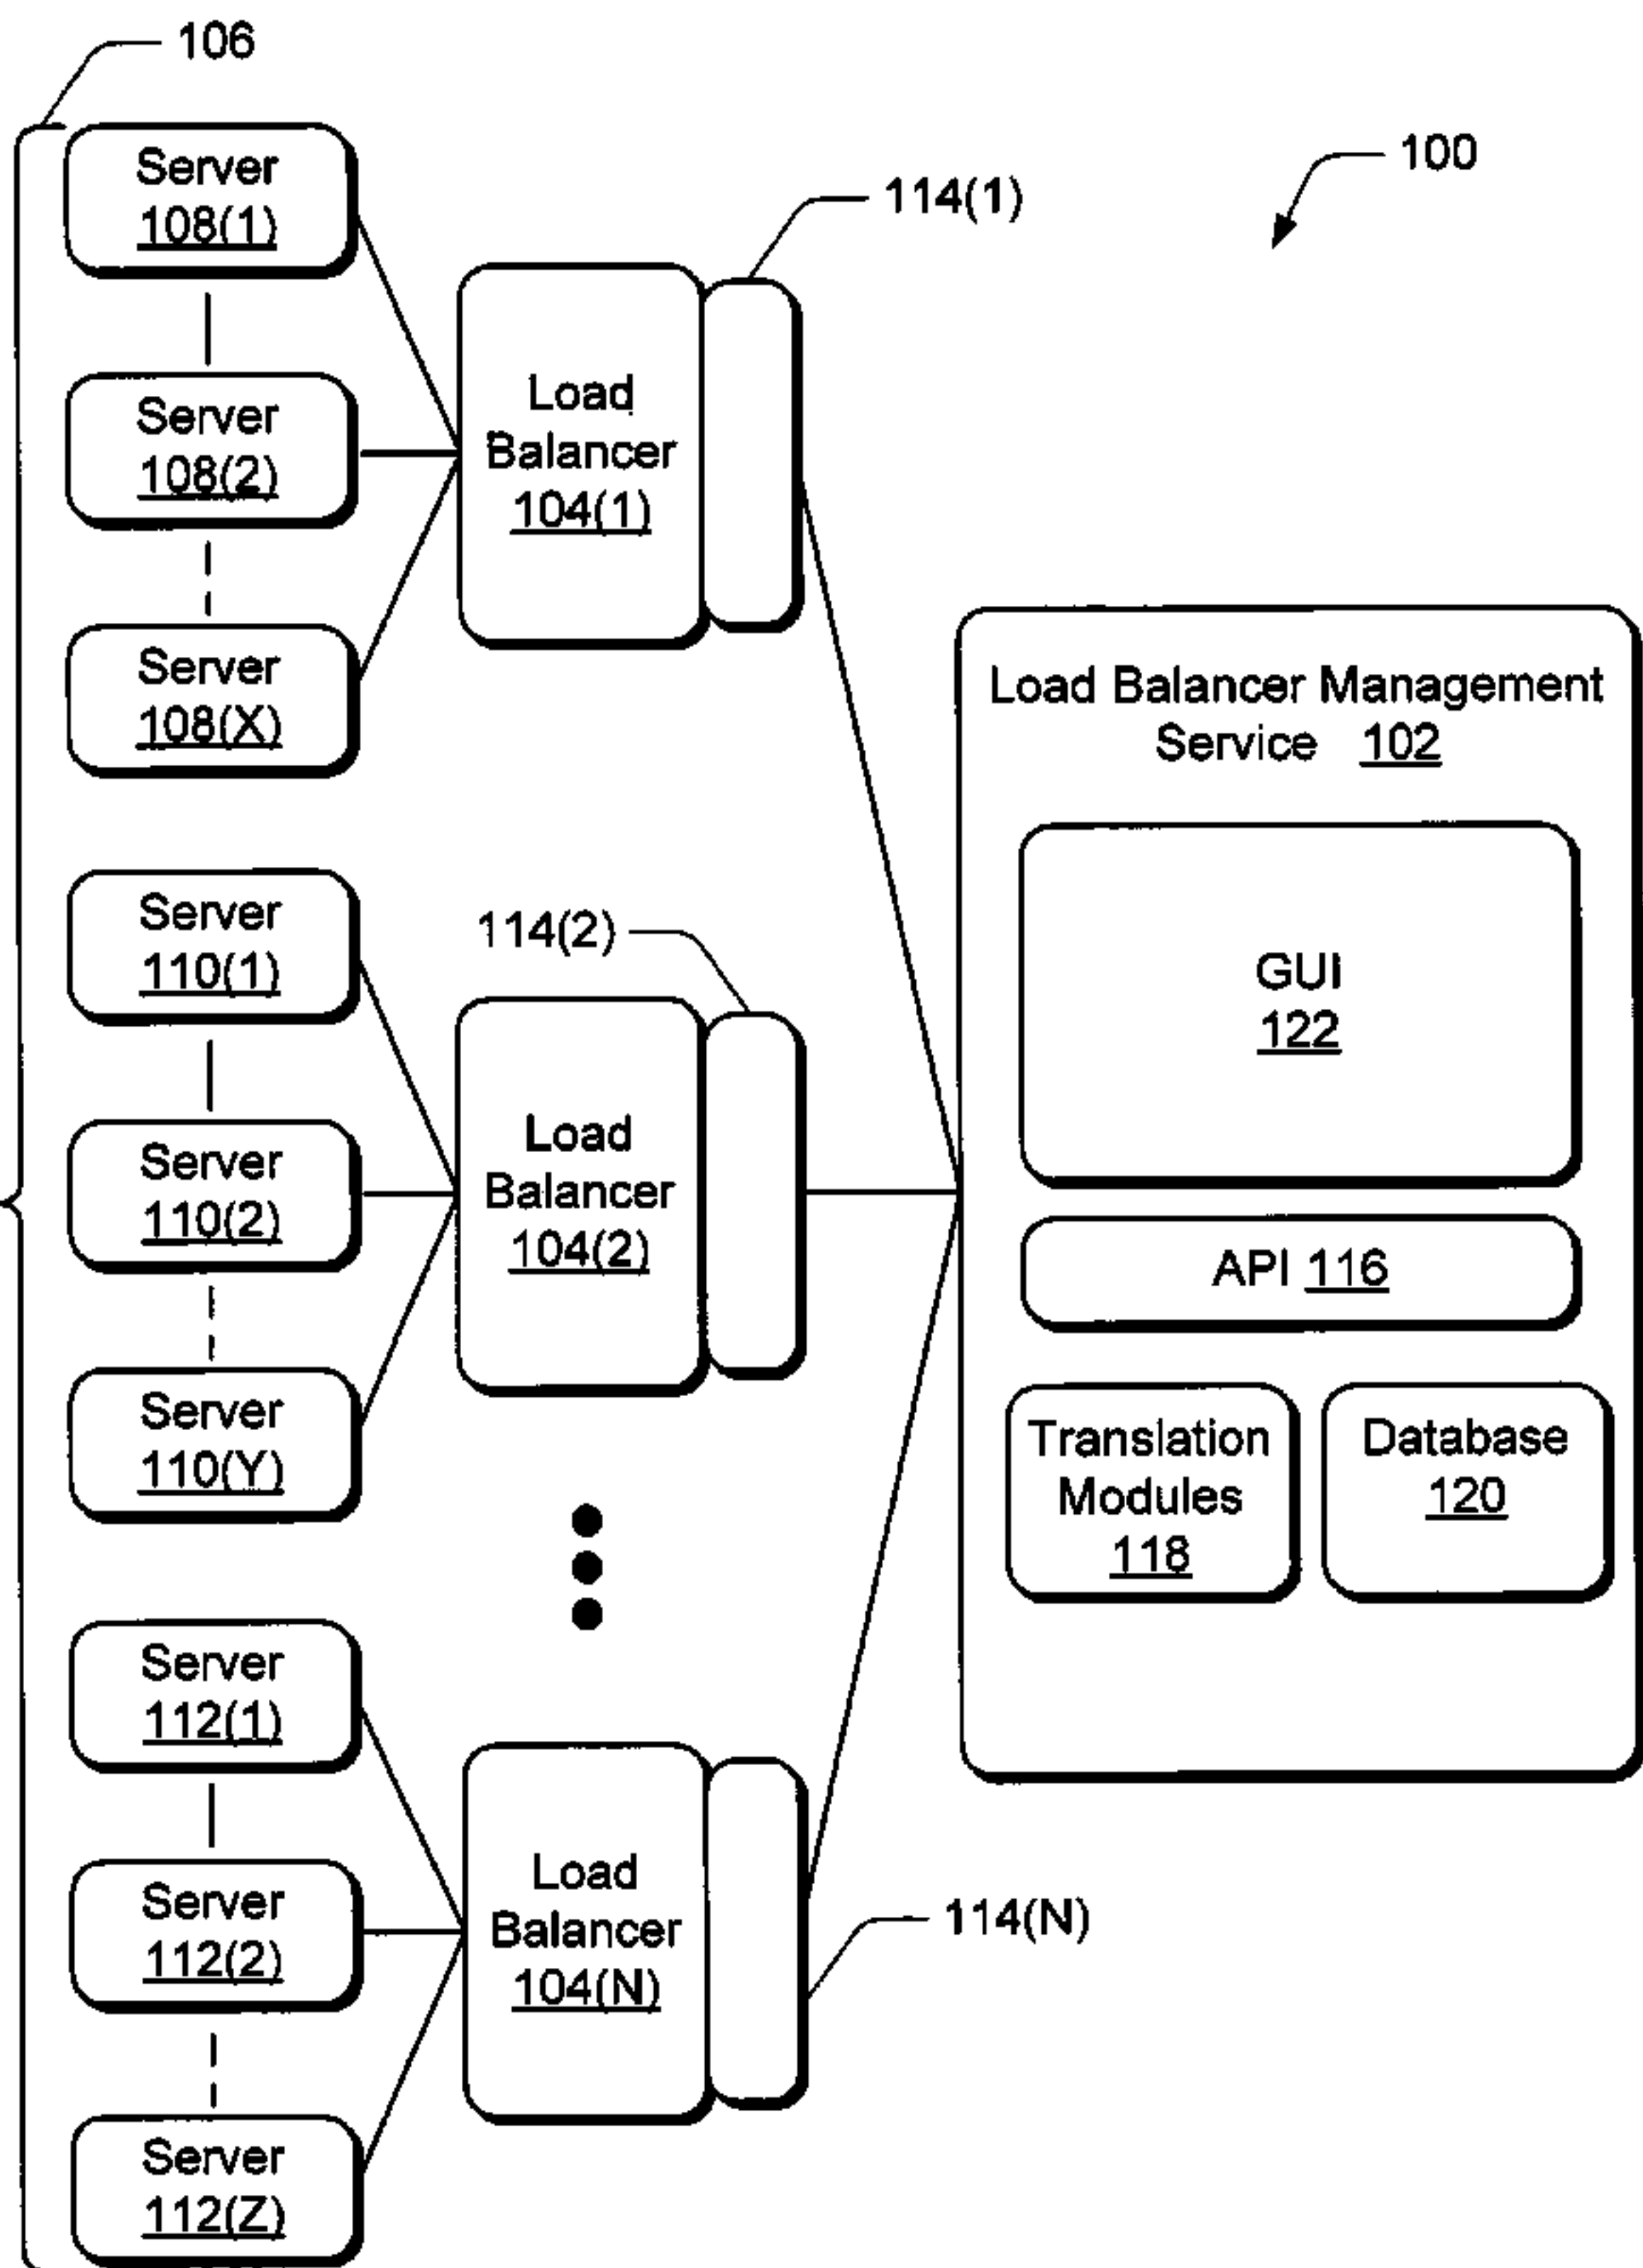 106
100
114(1)
Server
108(1)
Server
108(2)
Server
108(X)
Load
Balancer
104(1)
Server
110(1)
Server
110(2)
Server
110(Y)
114(2)
Load
Balancer
104(2)
Server
112(1)
Server
112(2)
Server
112(Z)
Load
Balancer
104(N)
114(N)
Load Balancer Management
Service 102
GUI
122
API 116
Translation
Modules
118
Database
120